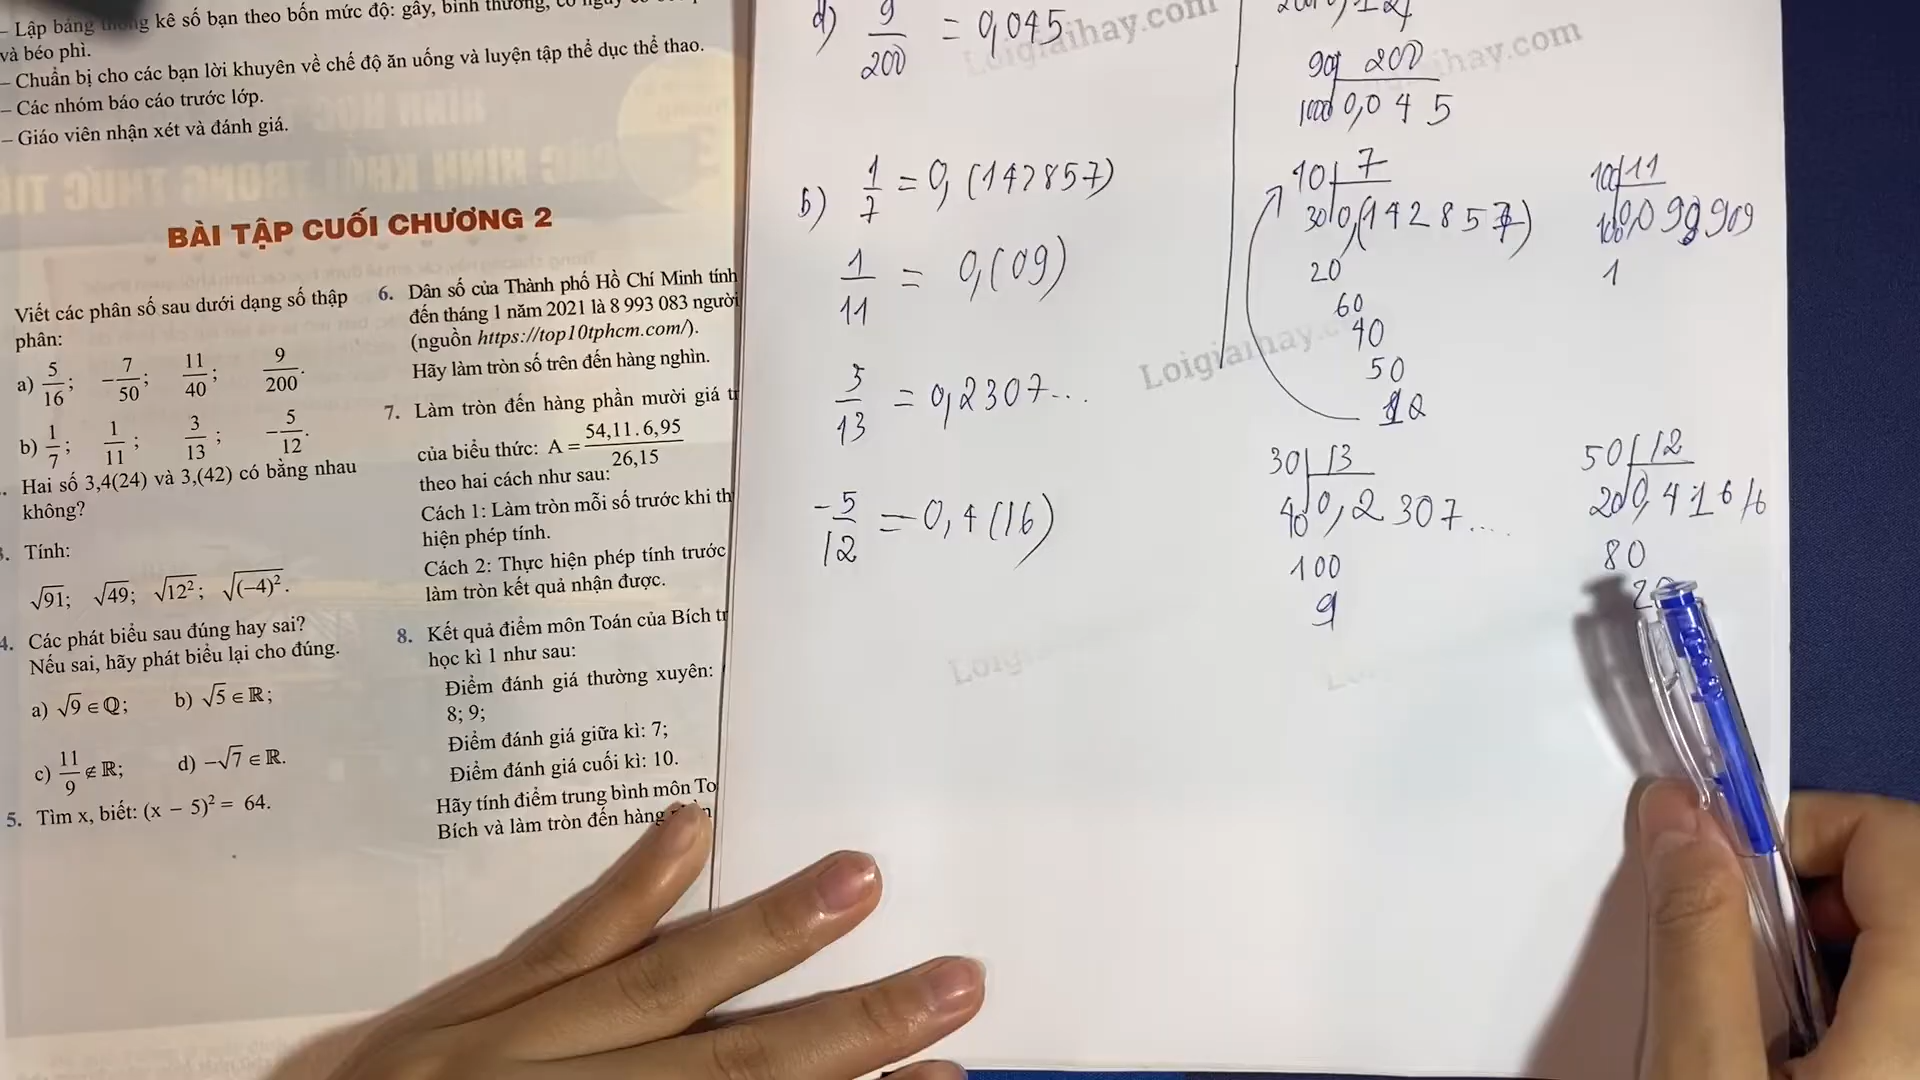 – Lập bảng thống kê số bạn theo bốn mức độ: gầy, bình thường,
và béo phì.
– Chuẩn bị cho các bạn lời khuyên về chế độ ăn uống và luyện tập thể dục thể thao.
– Các nhóm báo cáo trước lớp.
– Giáo viên nhận xét và đánh giá.
BÀI TẬP CUỐI CHƯƠNG 2
Viết các phân số sau dưới dạng số thập
phân:
a) 5/16; -7/50; 11/40; 9/200.
b) 1/7; 1/11; 3/13; -5/12.
. Hai số 3,4(24) và 3,(42) có bằng nhau
không?
3. Tính:
√91; √49; √12²; √(−4)².
4. Các phát biểu sau đúng hay sai?
Nếu sai, hãy phát biểu lại cho đúng.
a) √9 ∈ ℚ; b) √5 ∈ ℝ;
c) 11/9 ∉ ℝ; d) −√7 ∈ ℝ.
5. Tìm x, biết: (x − 5)² = 64.
6. Dân số của Thành phố Hồ Chí Minh tính
đến tháng 1 năm 2021 là 8 993 083 người
(nguồn https://top10tphcm.com/).
Hãy làm tròn số trên đến hàng nghìn.
7. Làm tròn đến hàng phần mười giá tr
của biểu thức: A = 54,11 . 6,95 / 26,15
theo hai cách như sau:
Cách 1: Làm tròn mỗi số trước khi th
hiện phép tính.
Cách 2: Thực hiện phép tính trước
làm tròn kết quả nhận được.
8. Kết quả điểm môn Toán của Bích tr
học kì 1 như sau:
Điểm đánh giá thường xuyên:
8; 9;
Điểm đánh giá giữa kì: 7;
Điểm đánh giá cuối kì: 10.
Hãy tính điểm trung bình môn To
Bích và làm tròn đến hàng
d) 9/200 = 0,045
b) 1/7 = 0,(142857)
1/11 = 0,(09)
3/13 = 0,2307...
-5/12 = -0,4(16)
200
0,045
10 7
30 0,(142857)
20
60
40
50
10 11
0,090909
1
30 13
40 0,2307...
100
9
50 12
20 0,41616
80
Loigiaihay.com
Loigiaihay.com